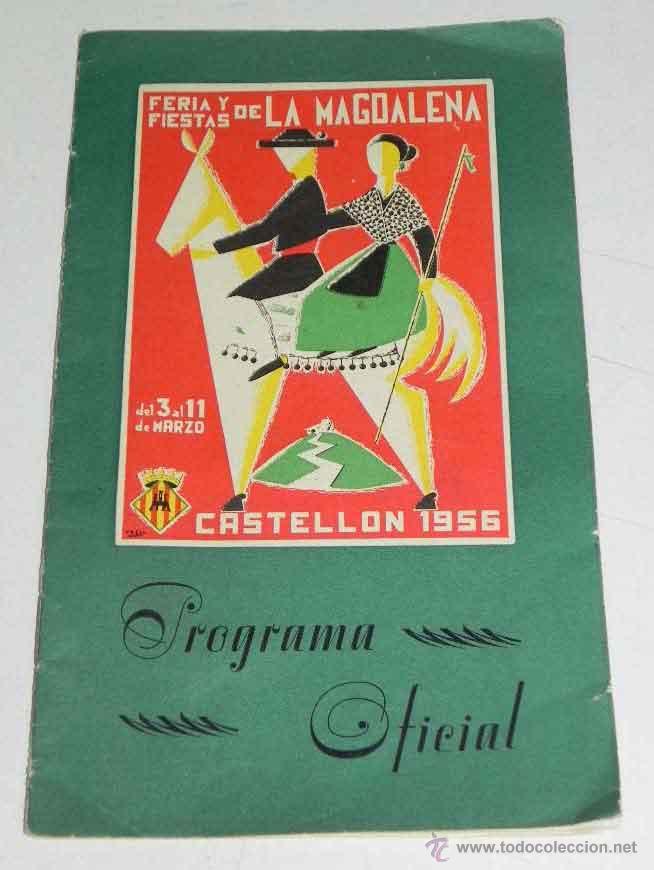 FERIA Y
FIESTAS DE LA MAGDALENA
del 3 al 11
de MARZO
CASTELLON 1956
Programa
Oficial
www.todocoleccion.net